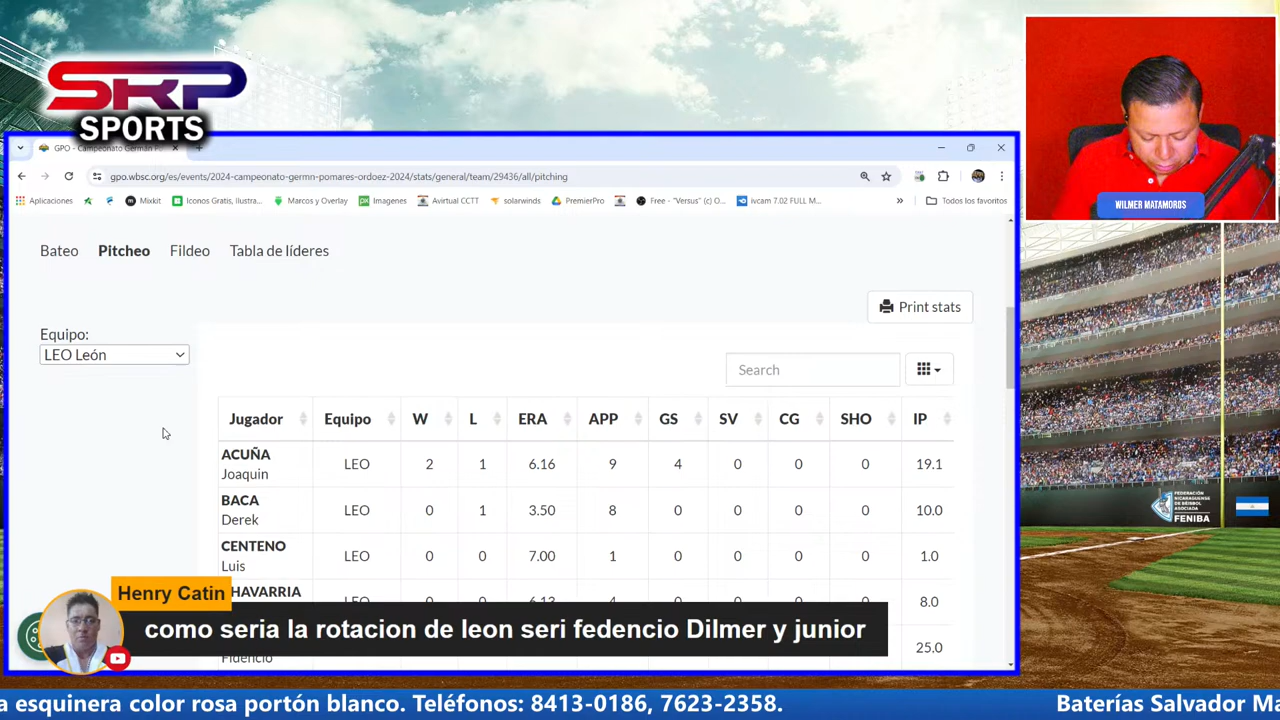 SKP
SPORTS
GPO - Campeonato Germán P
gpo.wbsc.org/es/events/2024-campeonato-germn-pomares-ordoez-2024/stats/general/team/29436/all/pitching
Aplicaciones Mixkit Iconos Gratis, ilustra... Marcos y Overlay Imagenes Avirtual CCTT solarwinds PremierPro Free - "Versus" (c) O... ivcam 7.02 FULL M... » Todos los favoritos
WILMER MATAMOROS
Bateo Pitcheo Fildeo Tabla de líderes
Print stats
Equipo:
LEO León
Search
Jugador Equipo W L ERA APP GS SV CG SHO IP
ACUÑA
Joaquin LEO 2 1 6.16 9 4 0 0 0 19.1
BACA
Derek LEO 0 1 3.50 8 0 0 0 0 10.0
CENTENO
Luis LEO 0 0 7.00 1 0 0 0 0 1.0
HAVARRIA
8.0
25.0
Fidencio
FEDERACIÓN
NICARAGÜENSE
DE BÉISBOL
ASOCIADA
FENIBA
Henry Catin
como seria la rotacion de leon seri fedencio Dilmer y junior
a esquinera color rosa portón blanco. Teléfonos: 8413-0186, 7623-2358. Baterías Salvador Ma